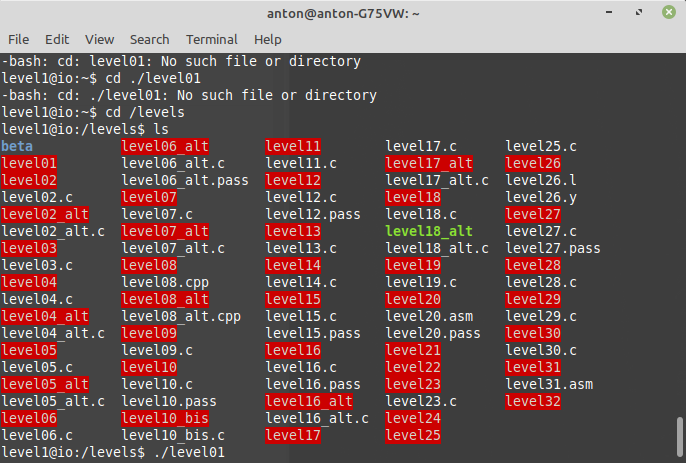 anton@anton-G75VW: ~
File Edit View Search Terminal Help
-bash: cd: level01: No such file or directory
level1@io:~$ cd ./level01
-bash: cd: ./level01: No such file or directory
level1@io:~$ cd /levels
level1@io:/levels$ ls
beta level06_alt level11 level17.c level25.c
level01 level06_alt.c level11.c level17_alt level26
level02 level06_alt.pass level12 level17_alt.c level26.l
level02.c level07 level12.c level18 level26.y
level02_alt level07.c level12.pass level18.c level27
level02_alt.c level07_alt level13 level18_alt level27.c
level03 level07_alt.c level13.c level18_alt.c level27.pass
level03.c level08 level14 level19 level28
level04 level08.cpp level14.c level19.c level28.c
level04.c level08_alt level15 level20 level29
level04_alt level08_alt.cpp level15.c level20.asm level29.c
level04_alt.c level09 level15.pass level20.pass level30
level05 level09.c level16 level21 level30.c
level05.c level10 level16.c level22 level31
level05_alt level10.c level16.pass level23 level31.asm
level05_alt.c level10.pass level16_alt level23.c level32
level06 level10_bis level16_alt.c level24
level06.c level10_bis.c level17 level25
level1@io:/levels$ ./level01